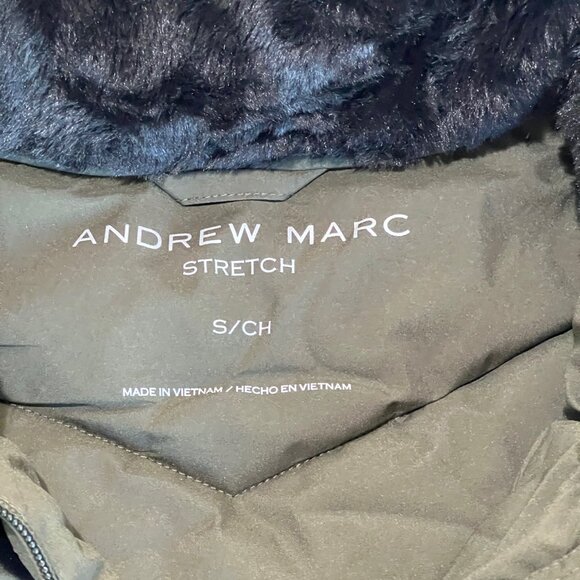 ANDREW MARC
STRETCH
S/CH
MADE IN VIETNAM / HECHO EN VIETNAM